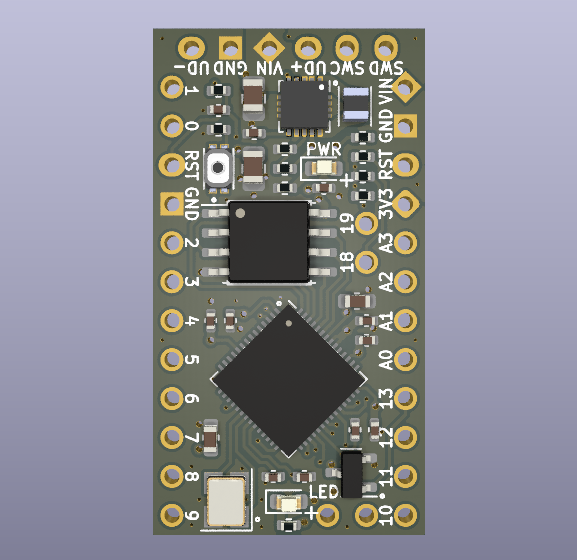 UD- GND VIN UD+ SWC SWD
1
0
RST
GND
2
3
4
5
6
7
8
9
PWR
+
19
18
LED
+
VIN
GND
RST
3V3
A3
A2
A1
A0
13
12
11
10